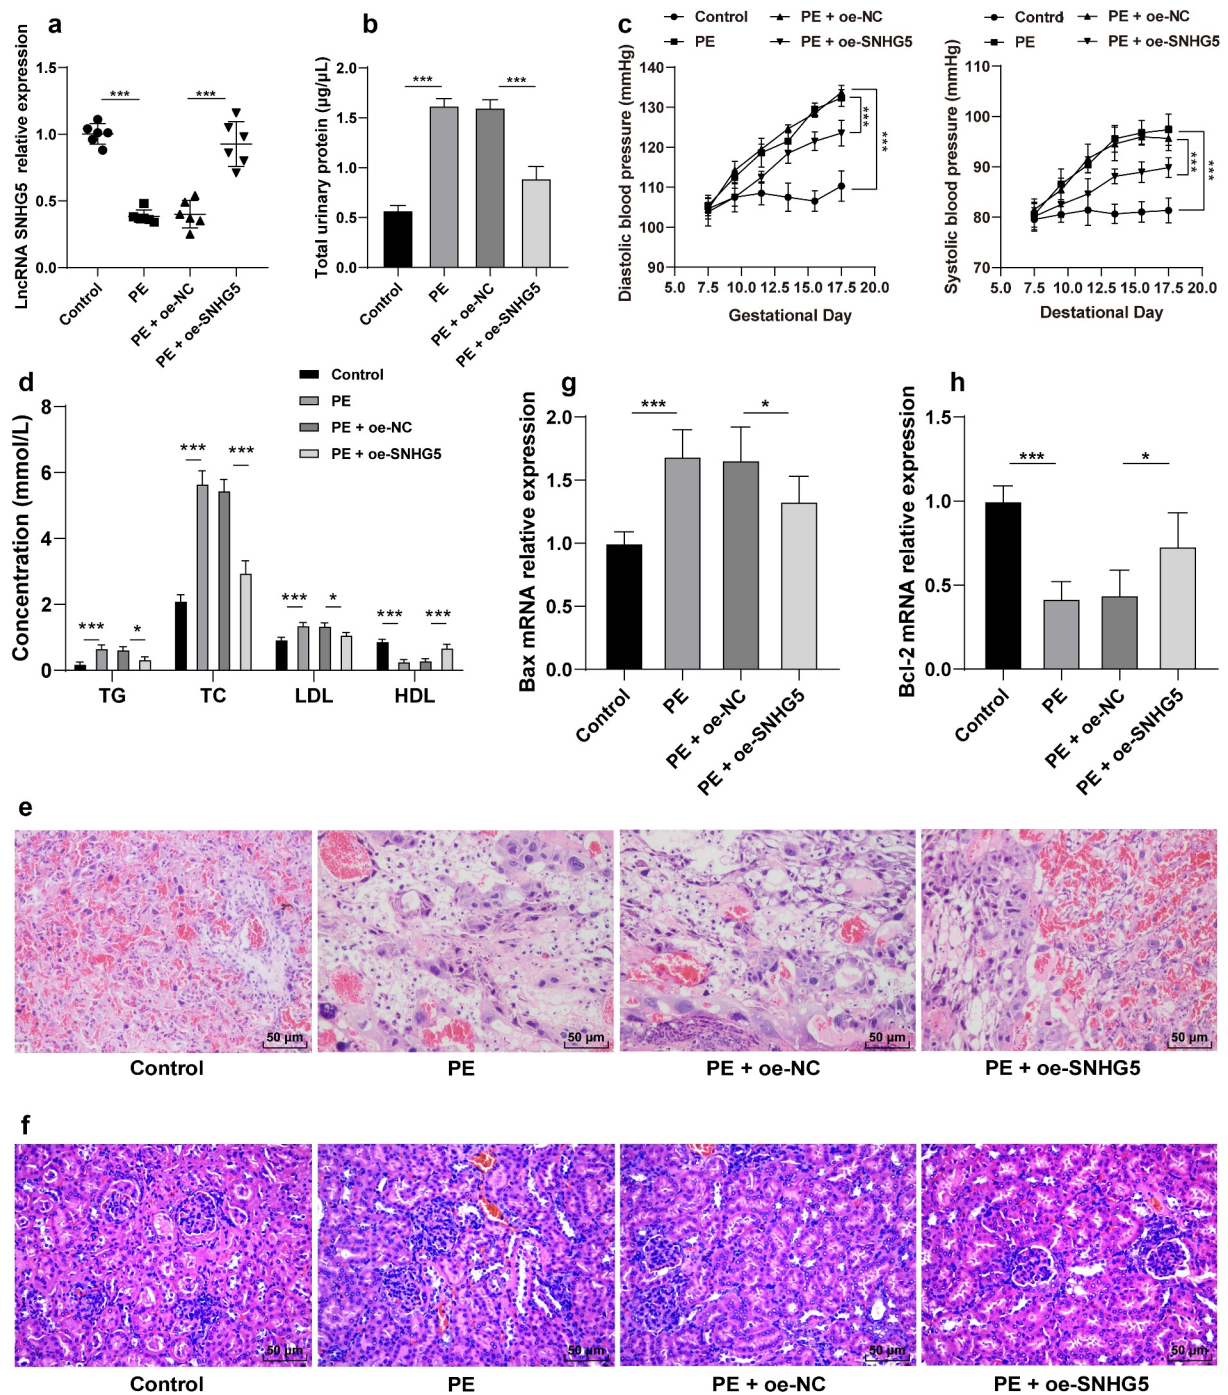 a
LncRNA SNHG5 relative expression
1.5
1.0
0.5
0.0
***
***
Control
PE
PE + oe-NC
PE + oe-SNHG5
b
Total urinary protein (μg/μL)
2.0
1.5
1.0
0.5
0.0
***
***
Control
PE
PE + oe-NC
PE + oe-SNHG5
c
Control
PE + oe-NC
PE
PE + oe-SNHG5
Diastolic blood pressure (mmHg)
140
130
120
110
100
90
***
***
5.0 7.5 10.0 12.5 15.0 17.5 20.0
Gestational Day
Control
PE + oe-NC
PE
PE + oe-SNHG5
Systolic blood pressure (mmHg)
110
100
90
80
70
***
***
5.0 7.5 10.0 12.5 15.0 17.5 20.0
Destational Day
d
Control
PE
PE + oe-NC
PE + oe-SNHG5
Concentration (mmol/L)
8
6
4
2
0
*** *
*** ***
*** *
*** ***
TG TC LDL HDL
g
Bax mRNA relative expression
2.0
1.5
1.0
0.5
0.0
***
*
Control
PE
PE + oe-NC
PE + oe-SNHG5
h
Bcl-2 mRNA relative expression
1.5
1.0
0.5
0.0
***
*
Control
PE
PE + oe-NC
PE + oe-SNHG5
e
50 μm
50 μm
50 μm
50 μm
Control
PE
PE + oe-NC
PE + oe-SNHG5
f
50 μm
50 μm
50 μm
50 μm
Control
PE
PE + oe-NC
PE + oe-SNHG5